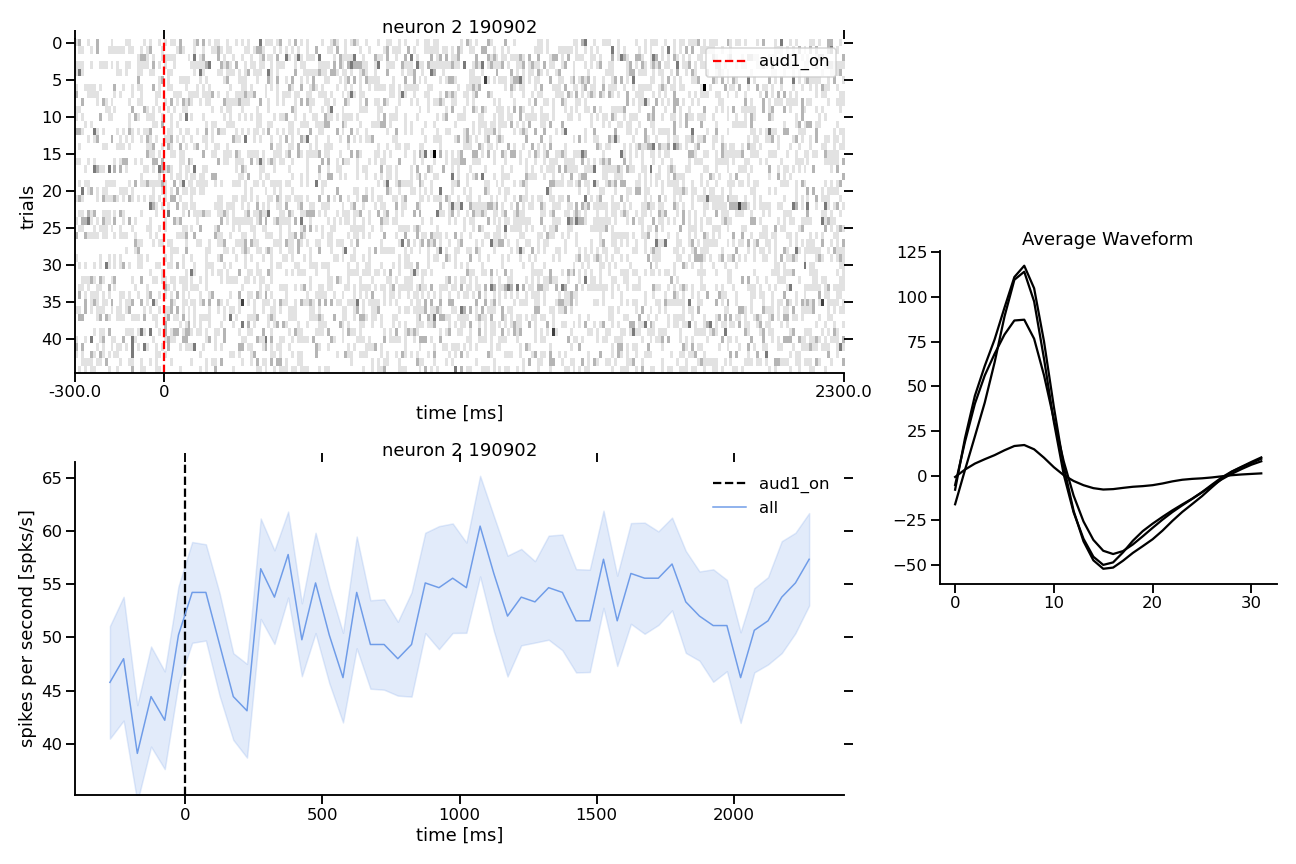 neuron 2 190902
0
5
10
15
20
25
30
35
40
trials
aud1_on
-300.0 0 2300.0
time [ms]
neuron 2 190902
65
60
55
50
45
40
spikes per second [spks/s]
aud1_on
all
0 500 1000 1500 2000
time [ms]
Average Waveform
125
100
75
50
25
0
−25
−50
0 10 20 30